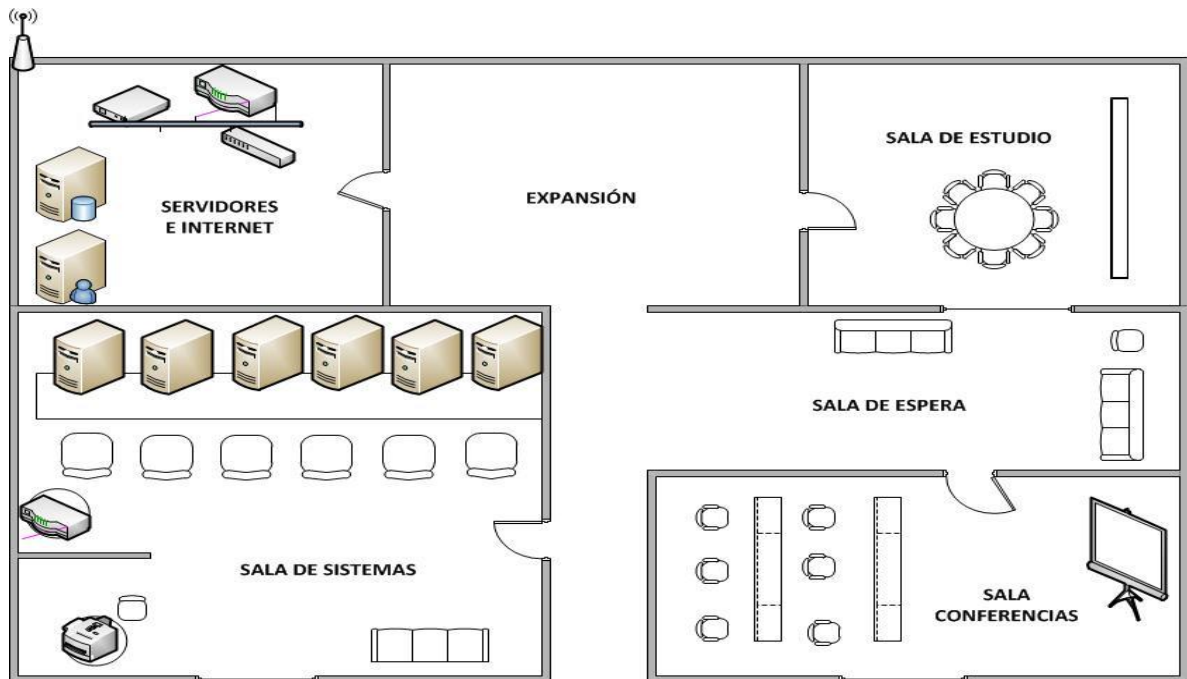 SALA DE ESTUDIO
EXPANSIÓN
SERVIDORES
E INTERNET
SALA DE ESPERA
SALA DE SISTEMAS
SALA
CONFERENCIAS